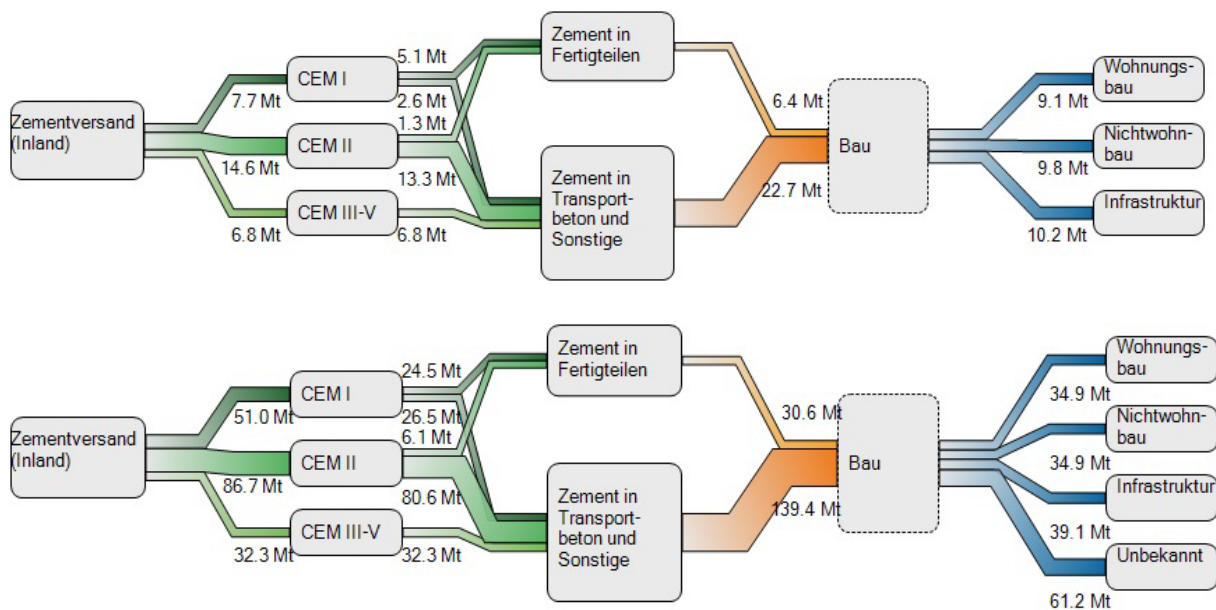 Zementversand
(Inland)
7.7 Mt
14.6 Mt
6.8 Mt
CEM I
CEM II
CEM III-V
5.1 Mt
2.6 Mt
1.3 Mt
13.3 Mt
6.8 Mt
Zement in
Fertigteilen
Zement in
Transport-
beton und
Sonstige
6.4 Mt
22.7 Mt
Bau
9.1 Mt
9.8 Mt
10.2 Mt
Wohnungs-
bau
Nichtwohn-
bau
Infrastruktur
Zementversand
(Inland)
51.0 Mt
86.7 Mt
32.3 Mt
CEM I
CEM II
CEM III-V
24.5 Mt
26.5 Mt
6.1 Mt
80.6 Mt
32.3 Mt
Zement in
Fertigteilen
Zement in
Transport-
beton und
Sonstige
30.6 Mt
139.4 Mt
Bau
34.9 Mt
34.9 Mt
39.1 Mt
61.2 Mt
Wohnungs-
bau
Nichtwohn-
bau
Infrastruktur
Unbekannt